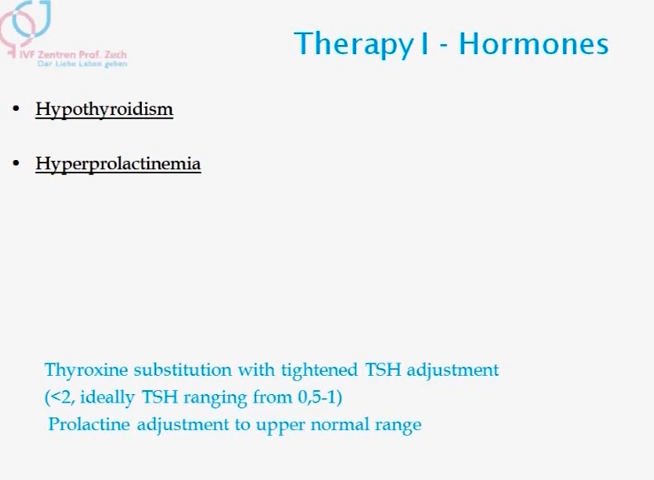 IVF Zentren Prof. Zech
Der Liebe Leben geben
Therapy I - Hormones
• Hypothyroidism
• Hyperprolactinemia
Thyroxine substitution with tightened TSH adjustment
(<2, ideally TSH ranging from 0,5-1)
Prolactine adjustment to upper normal range